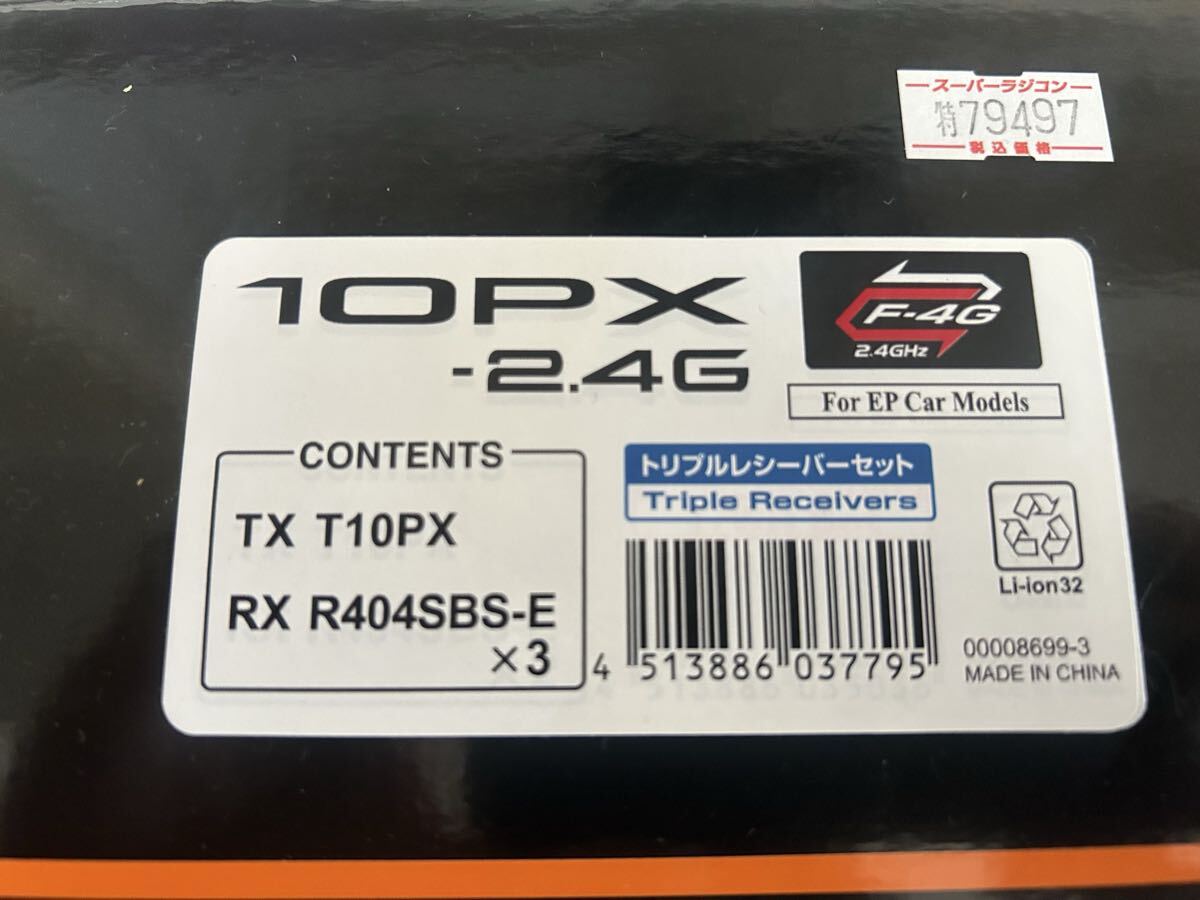 スーパーラジコン
特79497
税込価格
10PX
-2.4G
F-4G
2.4GHz
For EP Car Models
CONTENTS
TX T10PX
RX R404SBS-E
×3
トリプルレシーバーセット
Triple Receivers
4 513886 037795
Li-ion32
00008699-3
MADE IN CHINA